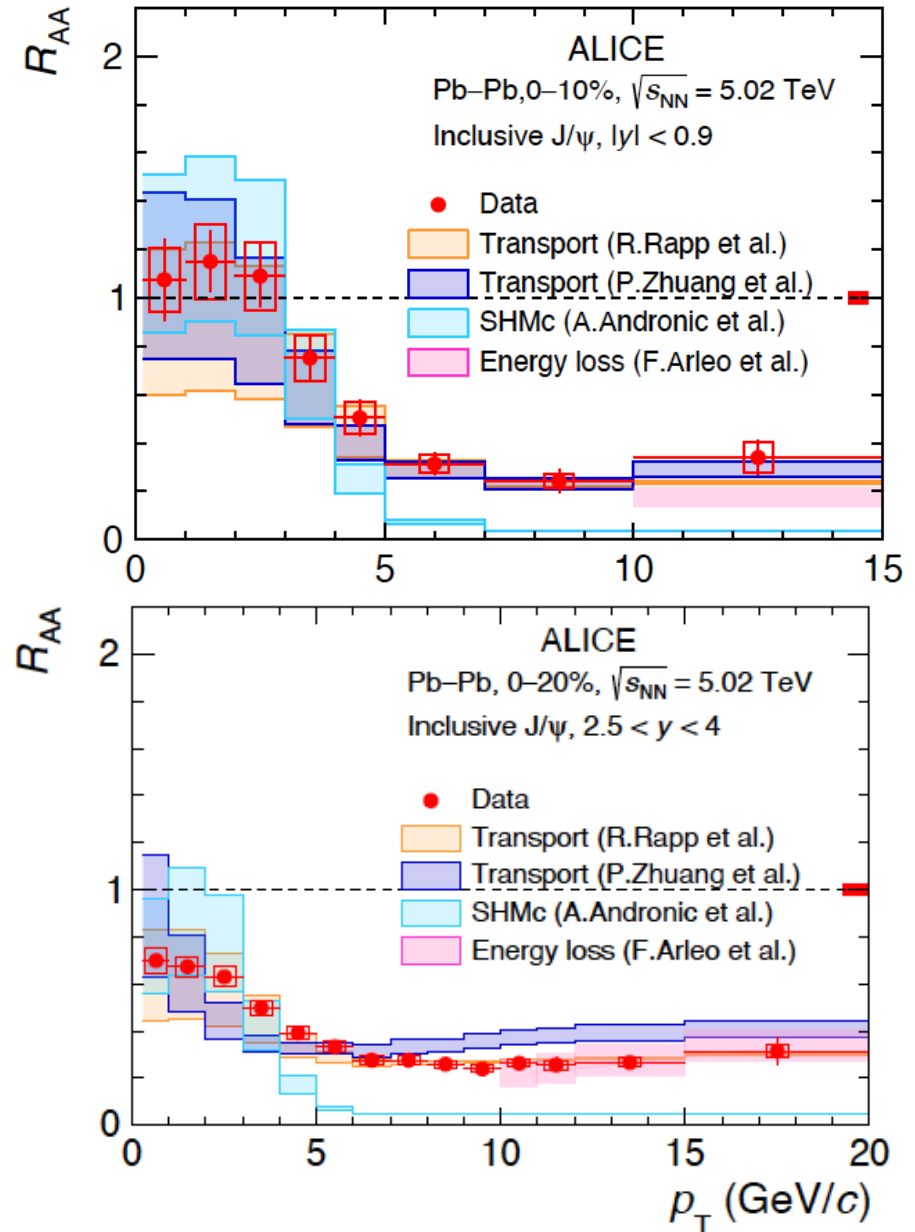 R_AA
2
1
0
ALICE
Pb–Pb,0–10%, √s_NN = 5.02 TeV
Inclusive J/ψ, |y| < 0.9
Data
Transport (R.Rapp et al.)
Transport (P.Zhuang et al.)
SHMc (A.Andronic et al.)
Energy loss (F.Arleo et al.)
0 5 10 15
R_AA
2
1
0
ALICE
Pb–Pb, 0–20%, √s_NN = 5.02 TeV
Inclusive J/ψ, 2.5 < y < 4
Data
Transport (R.Rapp et al.)
Transport (P.Zhuang et al.)
SHMc (A.Andronic et al.)
Energy loss (F.Arleo et al.)
0 5 10 15 20
p_T (GeV/c)